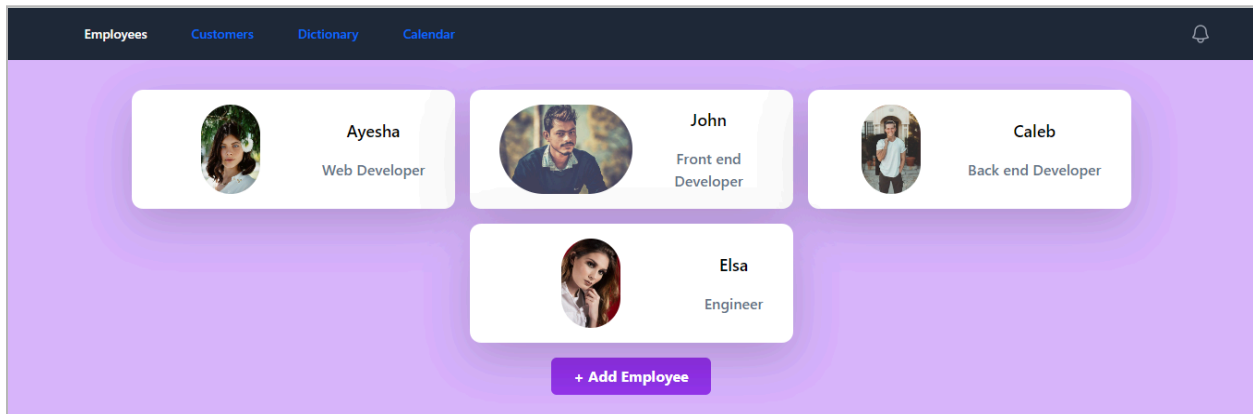 Employees Customers Dictionary Calendar
Ayesha
Web Developer
John
Front end
Developer
Caleb
Back end Developer
Elsa
Engineer
+ Add Employee